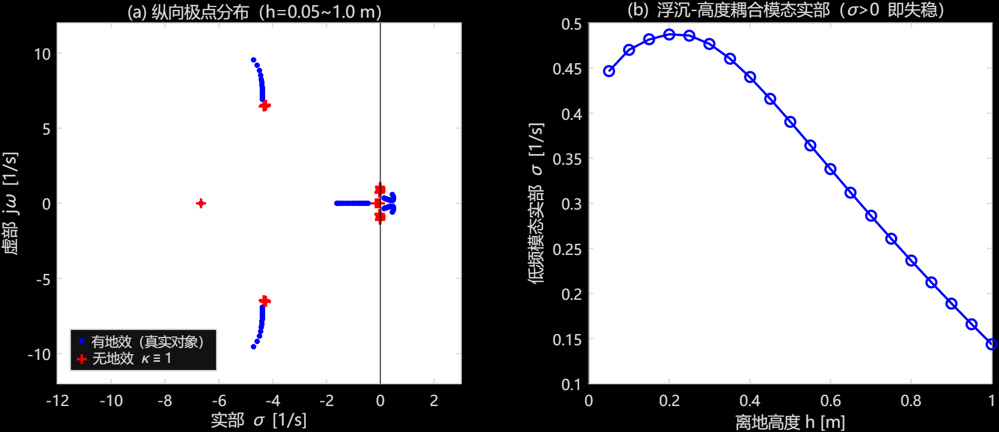 (a) 纵向极点分布（h=0.05~1.0 m）
10
5
0
-5
-10
虚部 jω [1/s]
有地效（真实对象）
无地效 κ ≡ 1
-12 -10 -8 -6 -4 -2 0 2
实部 σ [1/s]
(b) 浮沉-高度耦合模态实部（σ>0 即失稳）
0.5
0.45
0.4
0.35
0.3
0.25
0.2
0.15
0.1
低频模态实部 σ [1/s]
0 0.2 0.4 0.6 0.8 1
离地高度 h [m]